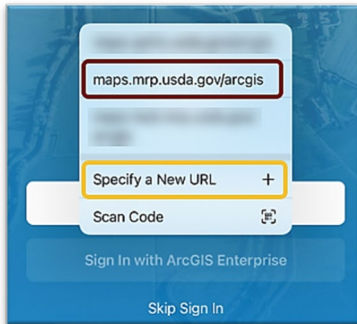 maps.mrp.usda.gov/arcgis
Specify a New URL
Scan Code
Sign In with ArcGIS Enterprise
Skip Sign In